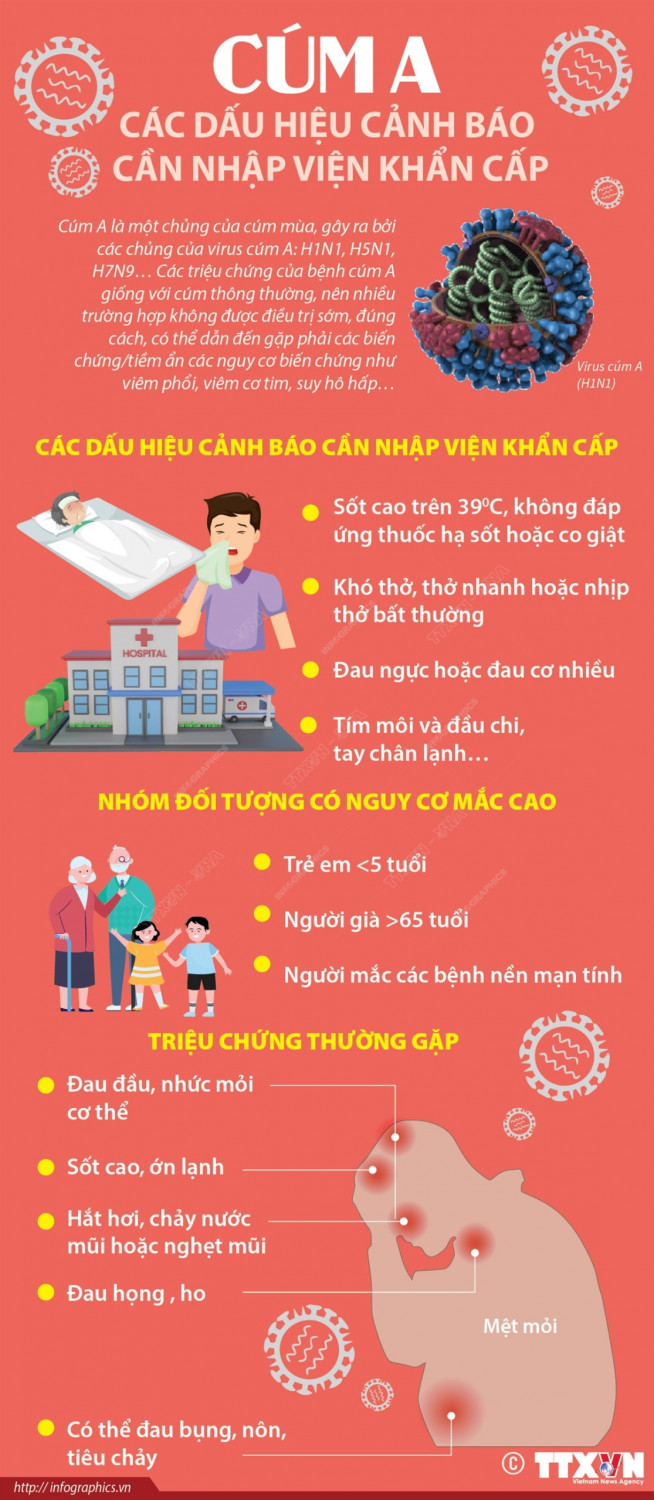 CÚM A
CÁC DẤU HIỆU CẢNH BÁO
CẦN NHẬP VIỆN KHẨN CẤP
Cúm A là một chủng của cúm mùa, gây ra bởi
các chủng của virus cúm A: H1N1, H5N1,
H7N9... Các triệu chứng của bệnh cúm A
giống với cúm thông thường, nên nhiều
trường hợp không được điều trị sớm, đúng
cách, có thể dẫn đến gặp phải các biến
chứng/tiềm ẩn các nguy cơ biến chứng như
viêm phổi, viêm cơ tim, suy hô hấp...
Virus cúm A
(H1N1)
CÁC DẤU HIỆU CẢNH BÁO CẦN NHẬP VIỆN KHẨN CẤP
Sốt cao trên 39⁰C, không đáp
ứng thuốc hạ sốt hoặc co giật
Khó thở, thở nhanh hoặc nhịp
thở bất thường
Đau ngực hoặc đau cơ nhiều
Tím môi và đầu chi,
tay chân lạnh...
HOSPITAL
NHÓM ĐỐI TƯỢNG CÓ NGUY CƠ MẮC CAO
Trẻ em <5 tuổi
Người già >65 tuổi
Người mắc các bệnh nền mạn tính
TRIỆU CHỨNG THƯỜNG GẶP
Đau đầu, nhức mỏi
cơ thể
Sốt cao, ớn lạnh
Hắt hơi, chảy nước
mũi hoặc nghẹt mũi
Đau họng , ho
Mệt mỏi
Có thể đau bụng, nôn,
tiêu chảy
© TTXVN
Vietnam News Agency
http:// infographics.vn